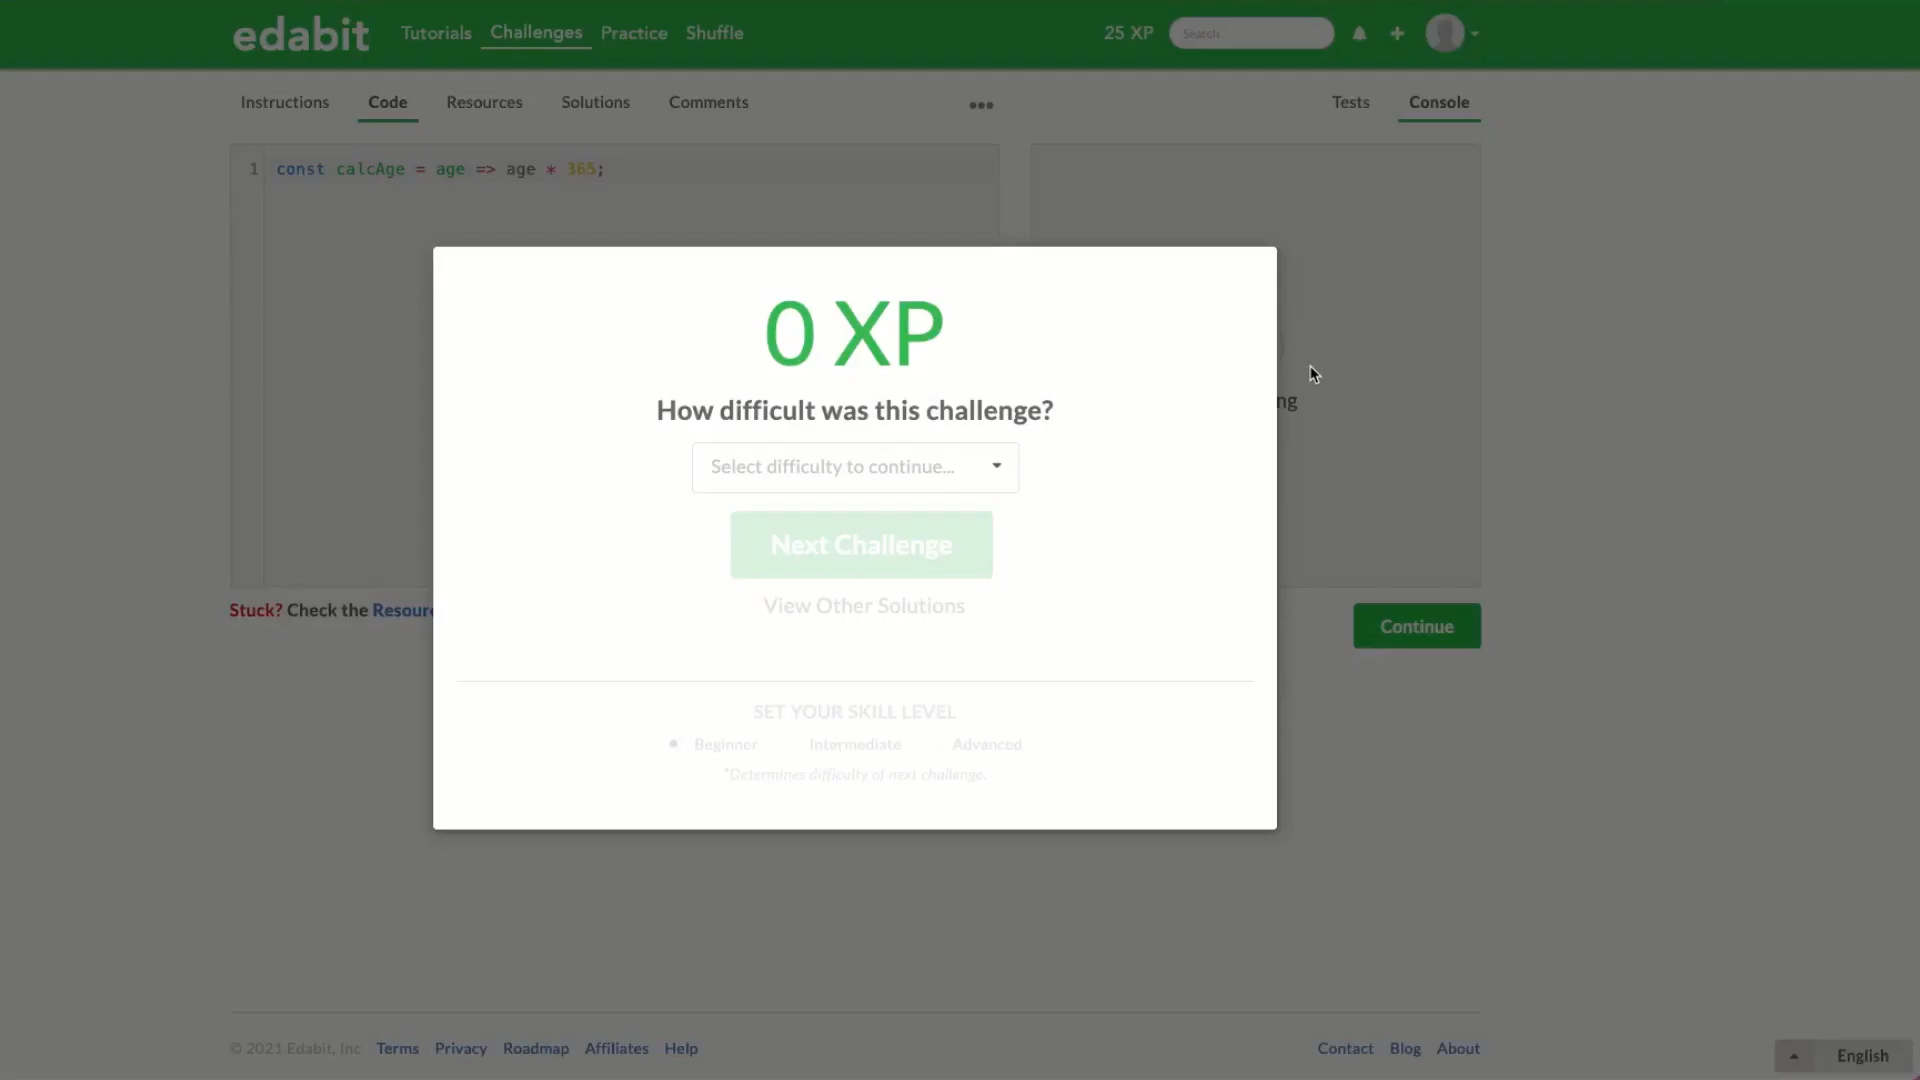 edabit Tutorials Challenges Practice Shuffle 25 XP Search
Instructions Code Resources Solutions Comments ••• Tests Console
1 const calcAge = age => age * 365;
0 XP
How difficult was this challenge?
ng
Select difficulty to continue...
Next Challenge
View Other Solutions
Stuck? Check the Resour
Continue
SET YOUR SKILL LEVEL
Beginner Intermediate Advanced
*Determines difficulty of next challenge.
© 2021 Edabit, Inc Terms Privacy Roadmap Affiliates Help Contact Blog About
English